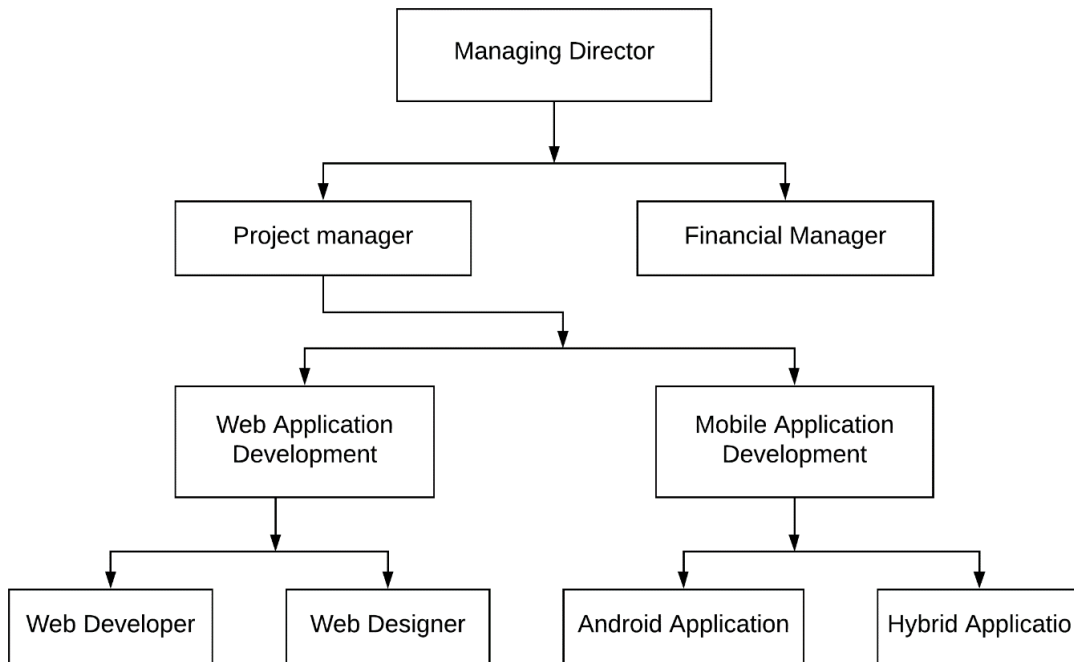 Managing Director
Project manager
Financial Manager
Web Application
Development
Mobile Application
Development
Web Developer
Web Designer
Android Application
Hybrid Applicatio